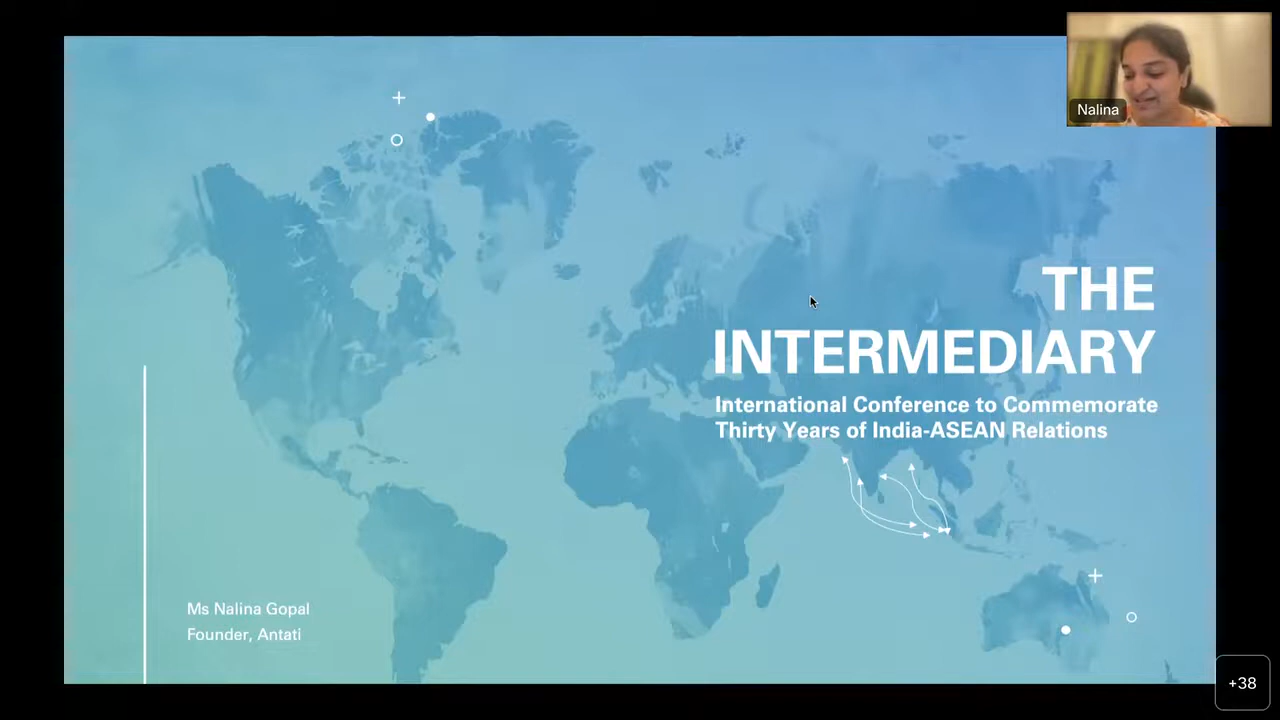 Nalina
THE
INTERMEDIARY
International Conference to Commemorate
Thirty Years of India-ASEAN Relations
Ms Nalina Gopal
Founder, Antati
+38